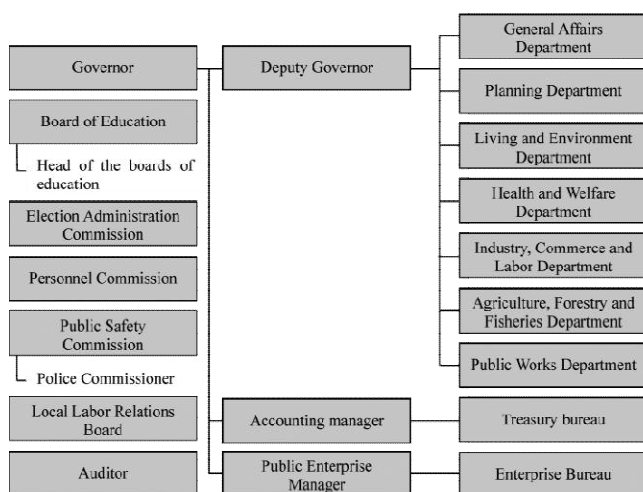 Governor
Board of Education
Head of the boards of
education
Election Administration
Commission
Personnel Commission
Public Safety
Commission
Police Commissioner
Local Labor Relations
Board
Auditor
Deputy Governor
Accounting manager
Public Enterprise
Manager
General Affairs
Department
Planning Department
Living and Environment
Department
Health and Welfare
Department
Industry, Commerce and
Labor Department
Agriculture, Forestry and
Fisheries Department
Public Works Department
Treasury bureau
Enterprise Bureau